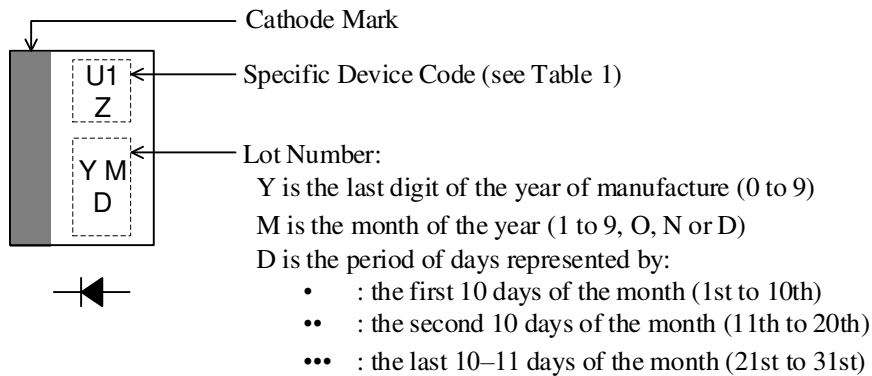 Cathode Mark
U1
Z
Specific Device Code (see Table 1)
Y M
D
Lot Number:
Y is the last digit of the year of manufacture (0 to 9)
M is the month of the year (1 to 9, O, N or D)
D is the period of days represented by:
• : the first 10 days of the month (1st to 10th)
•• : the second 10 days of the month (11th to 20th)
••• : the last 10–11 days of the month (21st to 31st)